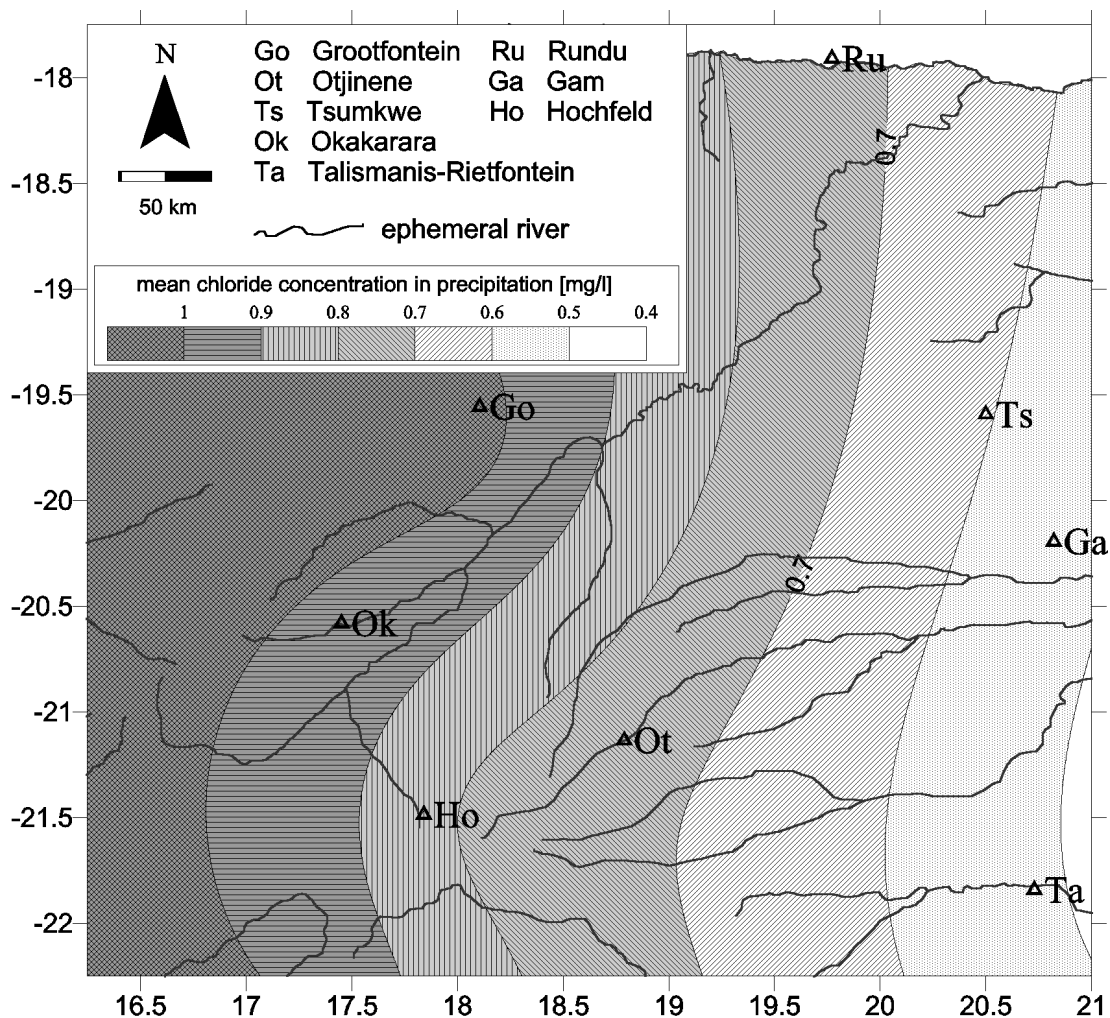 N
50 km
Go Grootfontein Ru Rundu
Ot Otjinene Ga Gam
Ts Tsumkwe Ho Hochfeld
Ok Okakarara
Ta Talismanis-Rietfontein
ephemeral river
mean chloride concentration in precipitation [mg/l]
1 0.9 0.8 0.7 0.6 0.5 0.4
Ru
0.7
Go
Ts
Ga
0.7
Ok
Ot
Ho
Ta
-18
-18.5
-19
-19.5
-20
-20.5
-21
-21.5
-22
16.5 17 17.5 18 18.5 19 19.5 20 20.5 21